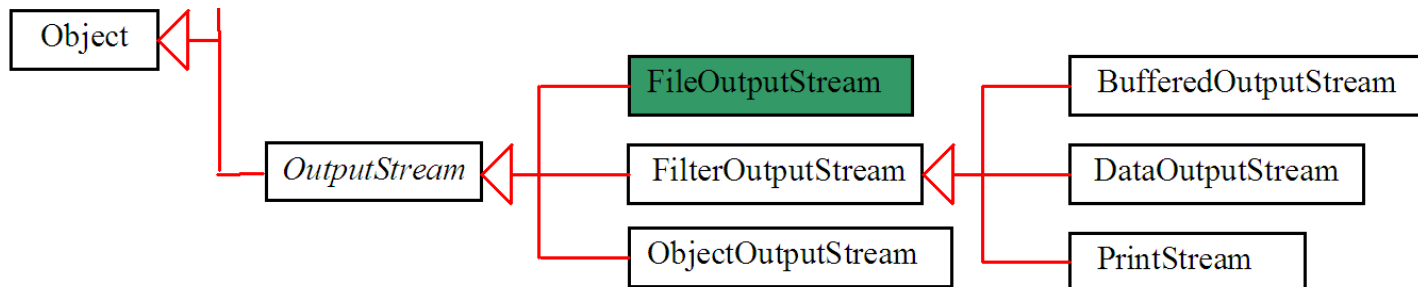 Object
FileOutputStream
BufferedOutputStream
OutputStream
FilterOutputStream
DataOutputStream
ObjectOutputStream
PrintStream